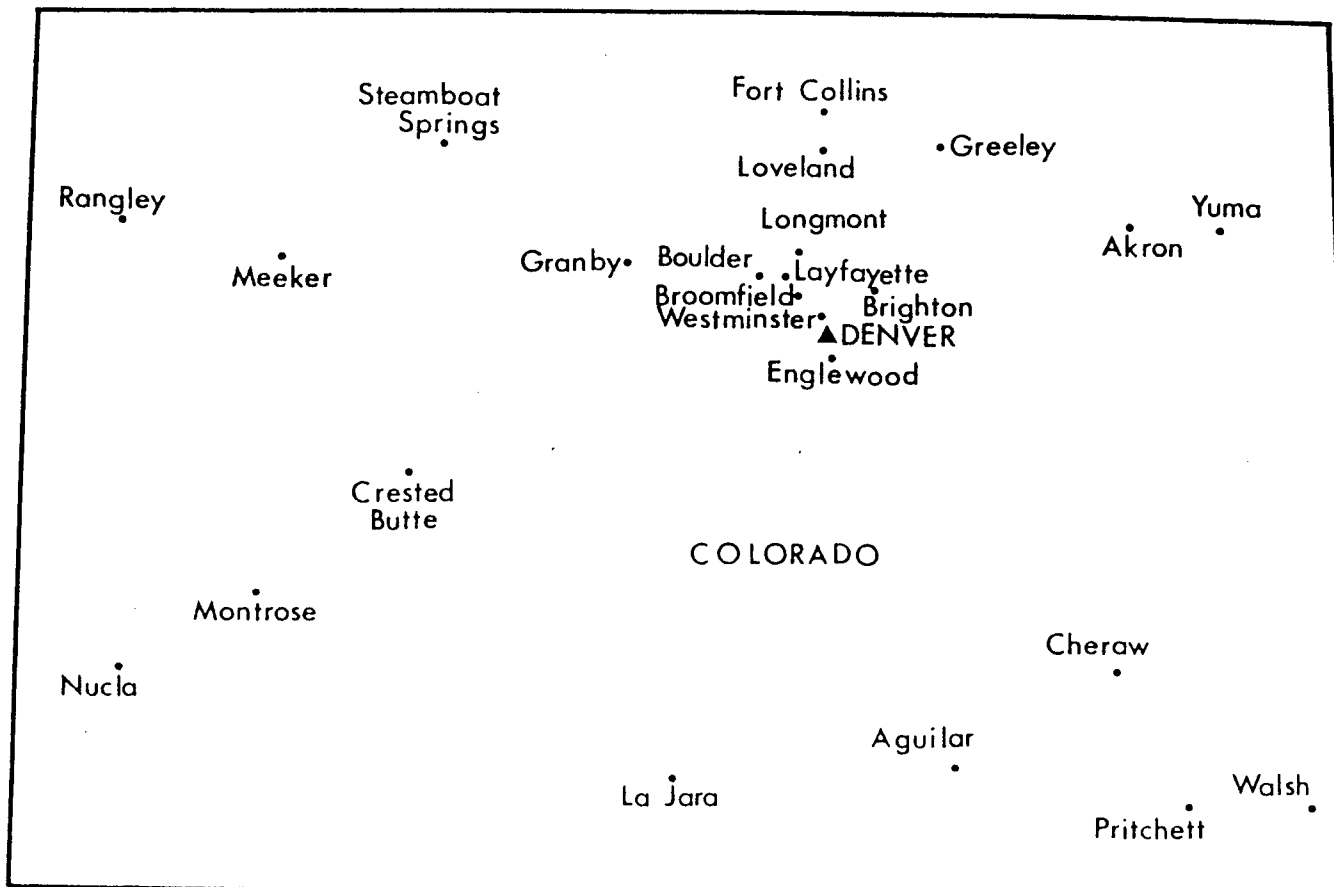 Fort Collins
Steamboat
Springs
Greeley
Loveland
Rangley
Yuma
Longmont
Akron
Granby
Boulder
Meeker
Layfayette
Broomfield
Brighton
Westminster
DENVER
Englewood
Crested
Butte
COLORADO
Montrose
Cheraw
Nucla
Aguilar
La Jara
Walsh
Pritchett